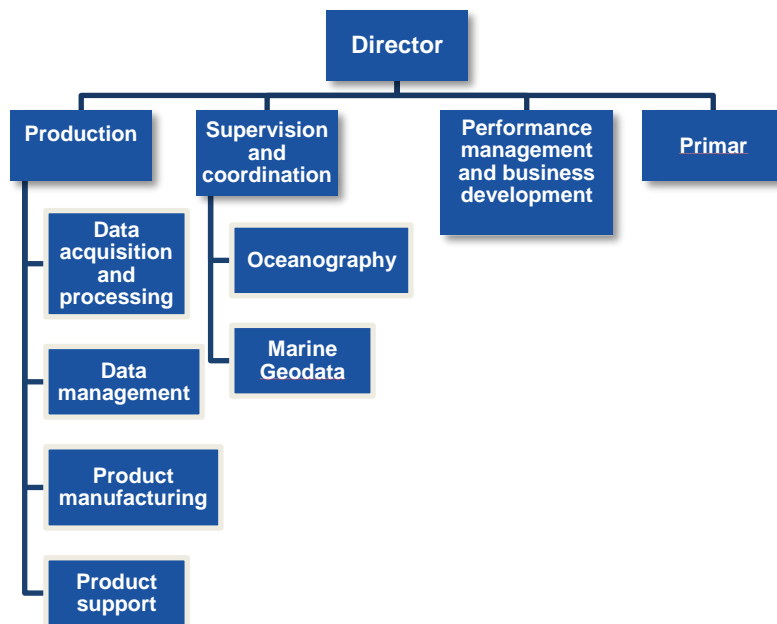 Director
Production
Supervision
and
coordination
Performance
management
and business
development
Primar
Data
acquisition
and
processing
Oceanography
Data
management
Marine
Geodata
Product
manufacturing
Product
support